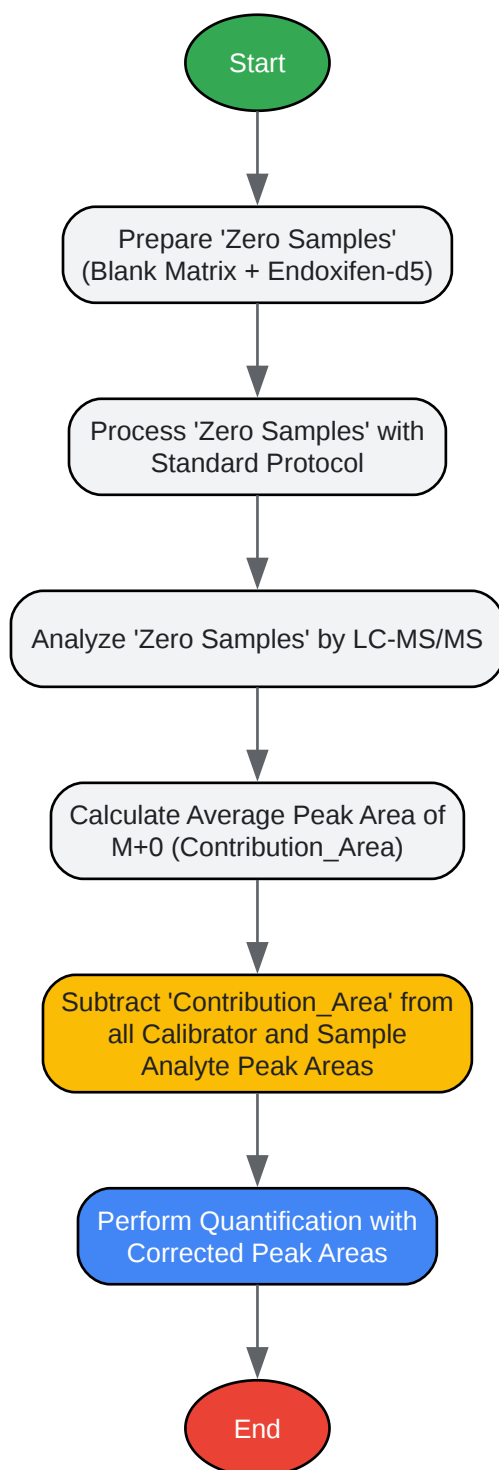 Start
Prepare 'Zero Samples'
(Blank Matrix + Endoxifen-d5)
Process 'Zero Samples' with
Standard Protocol
Analyze 'Zero Samples' by LC-MS/MS
Calculate Average Peak Area of
M+0 (Contribution_Area)
Subtract 'Contribution_Area' from
all Calibrator and Sample
Analyte Peak Areas
Perform Quantification with
Corrected Peak Areas
End